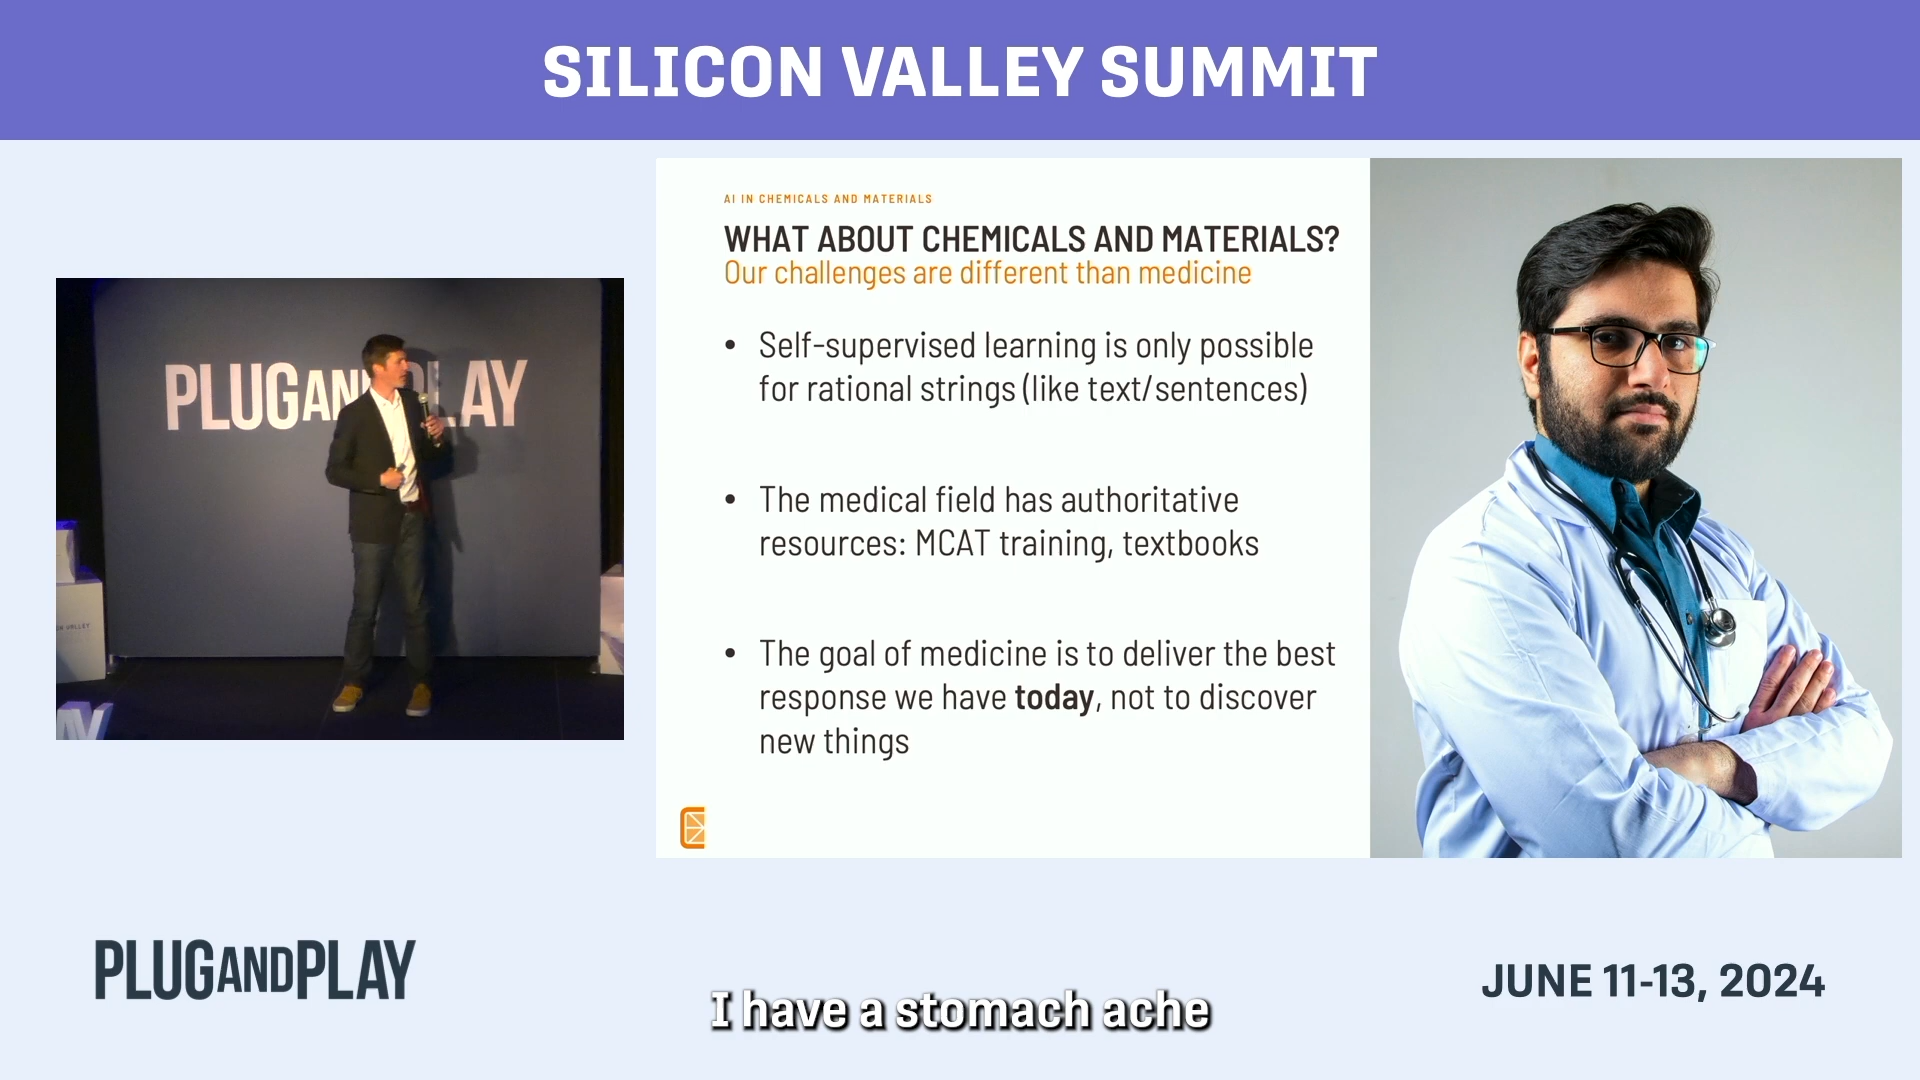 SILICON VALLEY SUMMIT
PLUGANDPLAY
AI IN CHEMICALS AND MATERIALS
WHAT ABOUT CHEMICALS AND MATERIALS?
Our challenges are different than medicine
• Self-supervised learning is only possible
for rational strings (like text/sentences)
• The medical field has authoritative
resources: MCAT training, textbooks
• The goal of medicine is to deliver the best
response we have today, not to discover
new things
PLUGANDPLAY
JUNE 11-13, 2024
I have a stomach ache